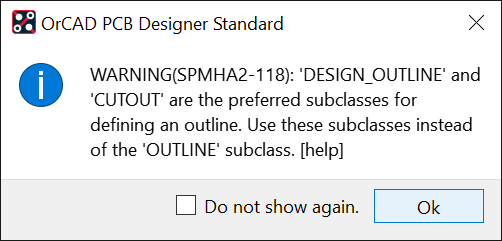 OrCAD PCB Designer Standard
WARNING(SPMHA2-118): 'DESIGN_OUTLINE' and
'CUTOUT' are the preferred subclasses for
defining an outline. Use these subclasses instead
of the 'OUTLINE' subclass. [help]
Do not show again.
Ok